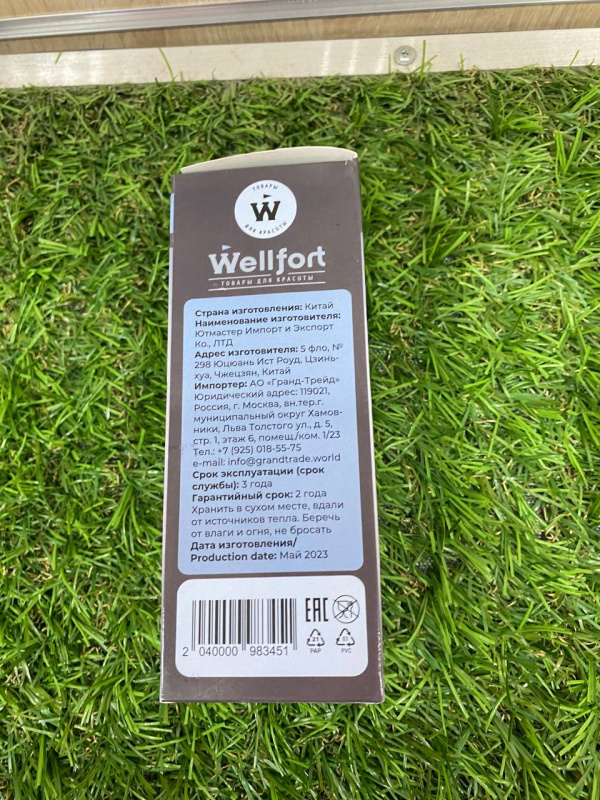 ТОВАРЫ
W
ДЛЯ КРАСОТЫ
Wellfort
ТОВАРЫ ДЛЯ КРАСОТЫ
Страна изготовления: Китай
Наименование изготовителя:
Ютмастер Импорт и Экспорт
Ко., ЛТД
Адрес изготовителя: 5 фло, №
298 Юцюань Ист Роуд, Цзинь-
хуа, Чжецзян, Китай
Импортер: АО «Гранд-Трейд»
Юридический адрес: 119021,
Россия, г. Москва, вн.тер.г.
муниципальный округ Хамов-
ники, Льва Толстого ул., д. 5,
стр. 1, этаж 6, помещ./ком. 1/23
Тел.: +7 (925) 018-55-75
e-mail: info@grandtrade.world
Срок эксплуатации (срок
службы): 3 года
Гарантийный срок: 2 года
Хранить в сухом месте, вдали
от источников тепла. Беречь
от влаги и огня, не бросать
Дата изготовления/
Production date: Май 2023
EAC
21
PAP
03
PVC
2 040000 983451